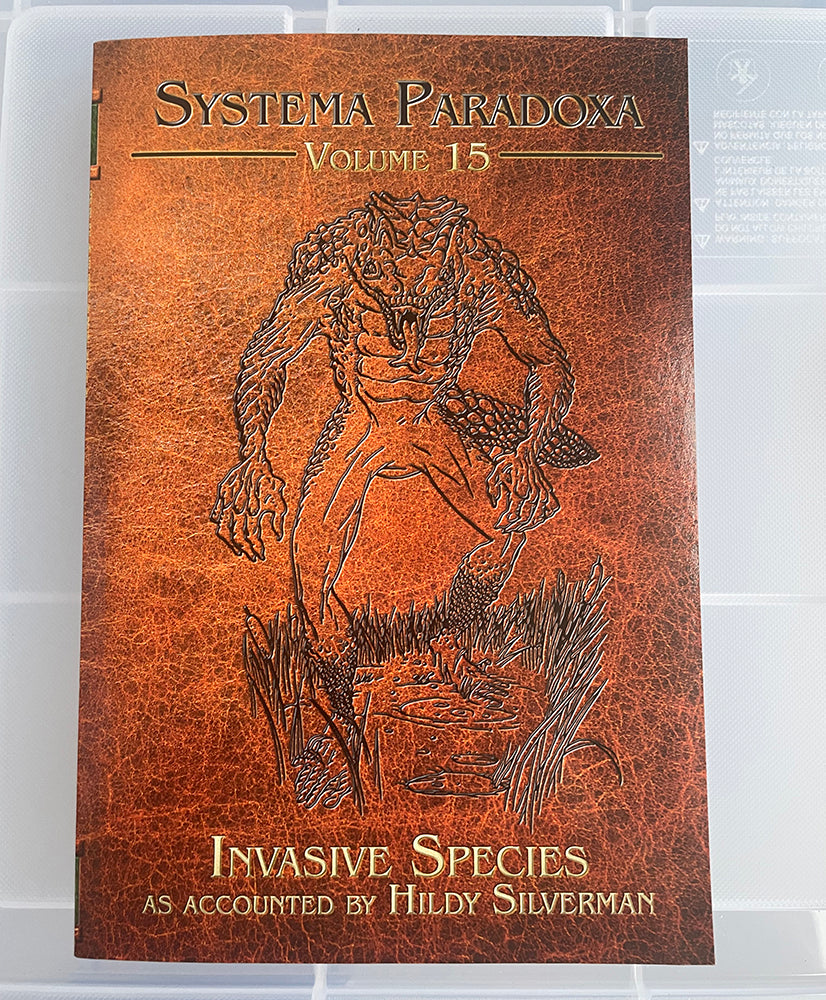 SYSTEMA PARADOXA
VOLUME 15
INVASIVE SPECIES
AS ACCOUNTED BY HILDY SILVERMAN